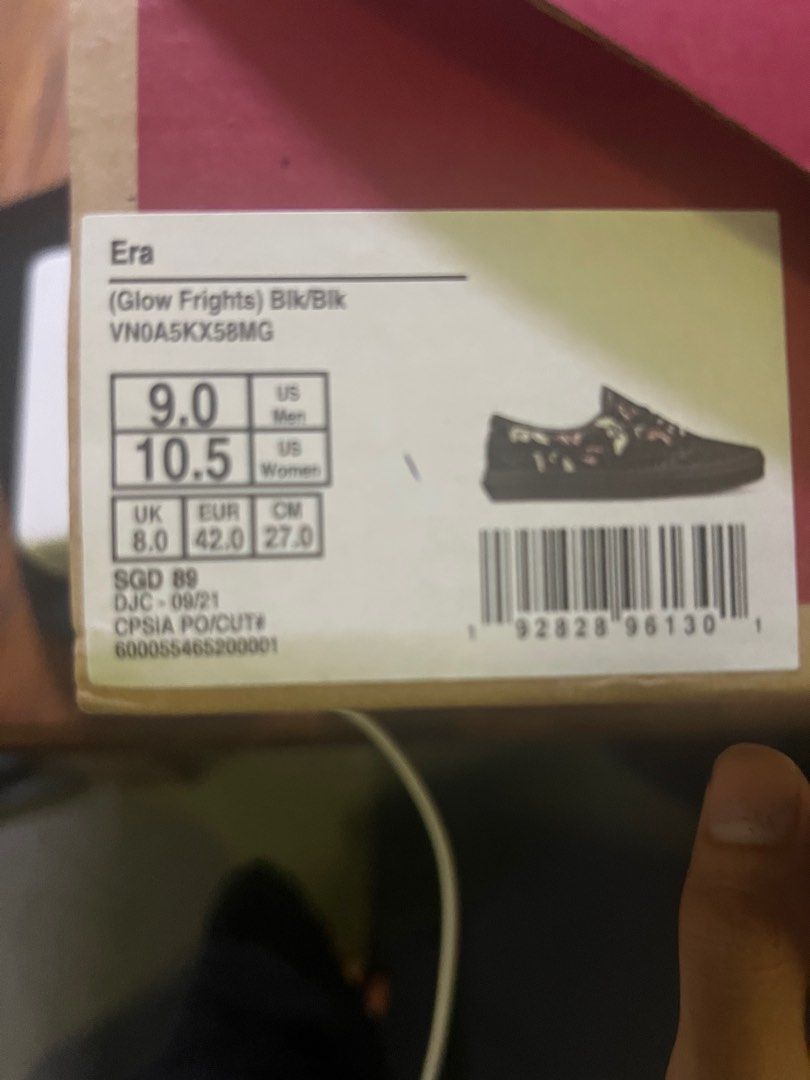 Era
(Glow Frights) Blk/Blk
VN0A5KX58MG
9.0 US Men
10.5 US Women
UK EUR CM
8.0 42.0 27.0
SGD 89
DJC - 09/21
CPSIA PO/CUT#
600055465200001
1 92828 96130 1